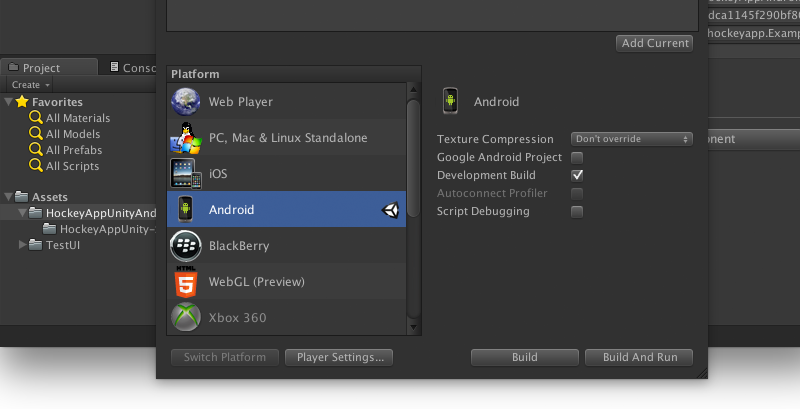 dca1145f290bf8
Add Current
hockeyapp.Examp
Project
Conso
Create
Favorites
All Materials
All Models
All Prefabs
All Scripts
Assets
HockeyAppUnityAnd
HockeyAppUnity-
TestUI
Platform
Web Player
PC, Mac & Linux Standalone
iOS
Android
BlackBerry
HTML
5
WebGL (Preview)
Xbox 360
Android
Texture Compression
Don't override
Google Android Project
Development Build
Autoconnect Profiler
Script Debugging
onent
Switch Platform
Player Settings...
Build
Build And Run